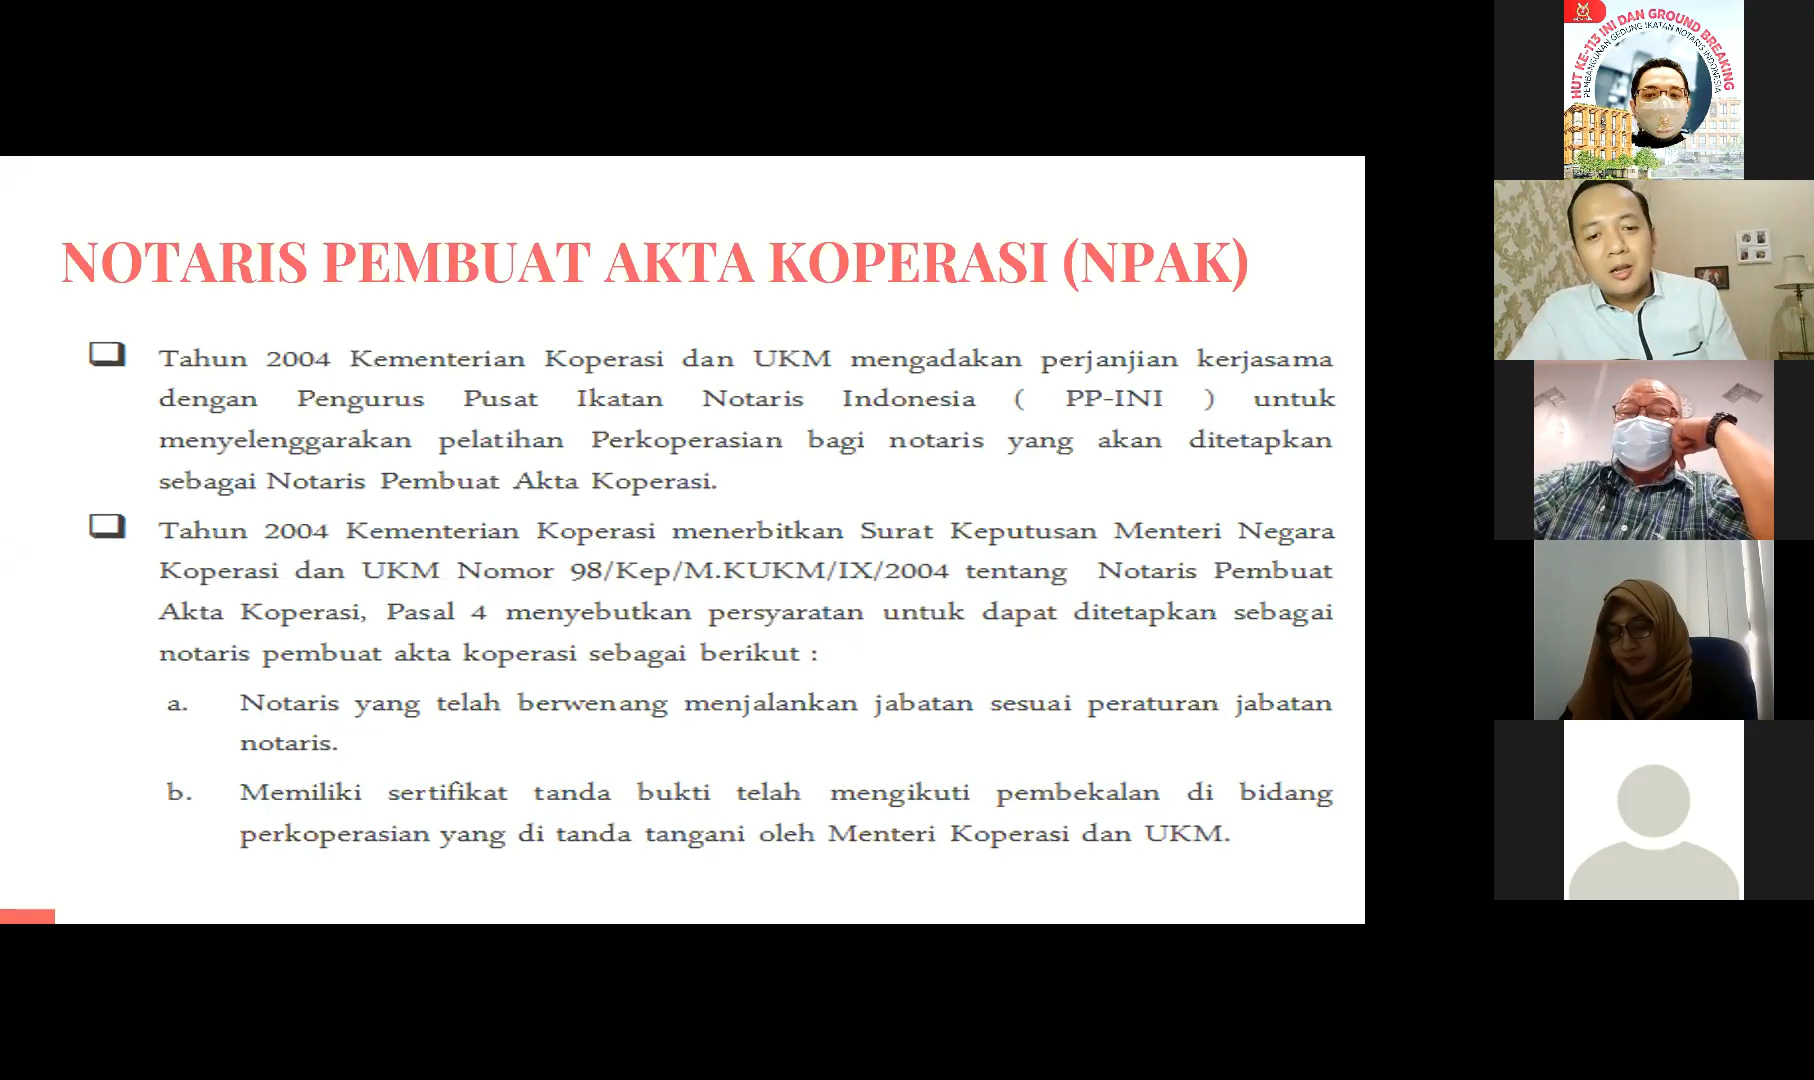 NOTARIS PEMBUAT AKTA KOPERASI (NPAK)
Tahun 2004 Kementerian Koperasi dan UKM mengadakan perjanjian kerjasama
dengan Pengurus Pusat Ikatan Notaris Indonesia ( PP-INI ) untuk
menyelenggarakan pelatihan Perkoperasian bagi notaris yang akan ditetapkan
sebagai Notaris Pembuat Akta Koperasi.
Tahun 2004 Kementerian Koperasi menerbitkan Surat Keputusan Menteri Negara
Koperasi dan UKM Nomor 98/Kep/M.KUKM/IX/2004 tentang Notaris Pembuat
Akta Koperasi, Pasal 4 menyebutkan persyaratan untuk dapat ditetapkan sebagai
notaris pembuat akta koperasi sebagai berikut :
a. Notaris yang telah berwenang menjalankan jabatan sesuai peraturan jabatan
notaris.
b. Memiliki sertifikat tanda bukti telah mengikuti pembekalan di bidang
perkoperasian yang di tanda tangani oleh Menteri Koperasi dan UKM.
HUT KE-113 INI DAN GROUND BREAKING
PEMBANGUNAN GEDUNG IKATAN NOTARIS INDONESIA